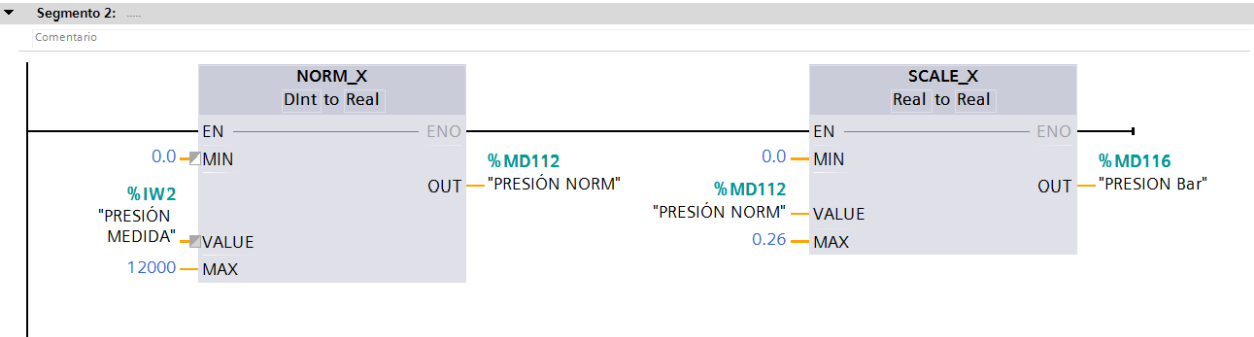 Segmento 2: .....
Comentario
NORM_X
DInt to Real
EN
ENO
0.0
MIN
%MD112
OUT
"PRESIÓN NORM"
%IW2
"PRESIÓN
MEDIDA"
VALUE
12000
MAX
SCALE_X
Real to Real
EN
ENO
0.0
MIN
%MD116
OUT
"PRESION Bar"
%MD112
"PRESIÓN NORM"
VALUE
0.26
MAX